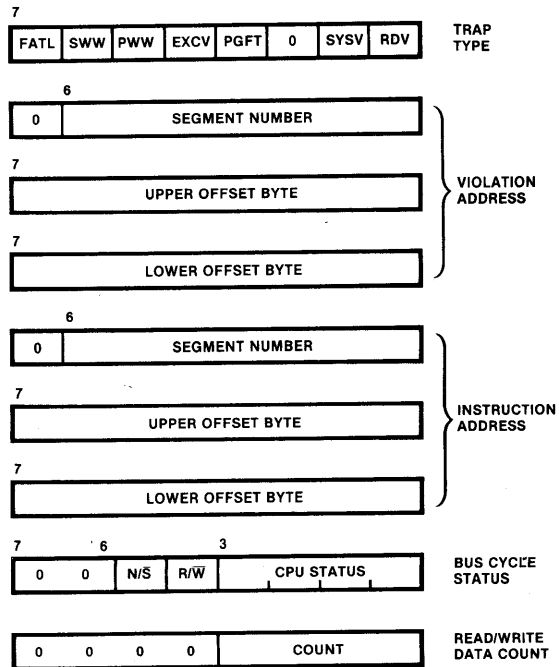 7
FATL SWW PWW EXCV PGFT 0 SYSV RDV
TRAP
TYPE
6
0 SEGMENT NUMBER
7
UPPER OFFSET BYTE
VIOLATION
ADDRESS
7
LOWER OFFSET BYTE
6
0 SEGMENT NUMBER
7
UPPER OFFSET BYTE
INSTRUCTION
ADDRESS
7
LOWER OFFSET BYTE
7 6 3
0 0 N/S̅ R/W̅ CPU STATUS
BUS CYCLE
STATUS
0 0 0 0 COUNT
READ/WRITE
DATA COUNT